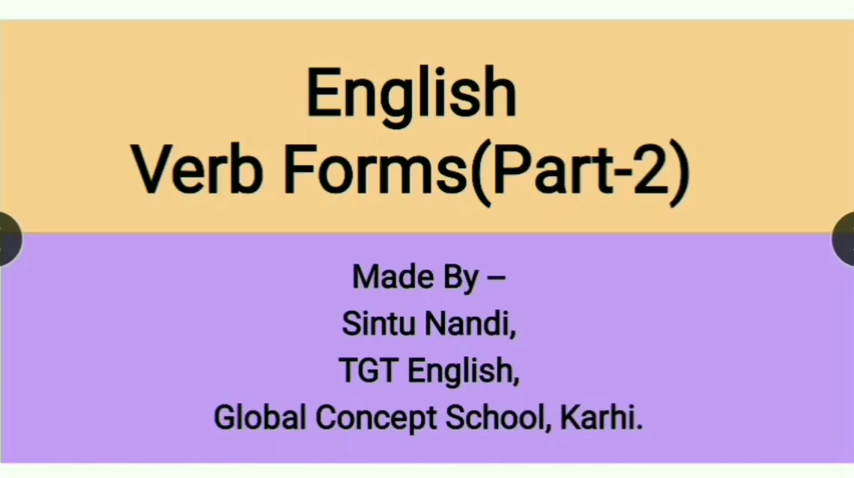 English
Verb Forms(Part-2)
Made By –
Sintu Nandi,
TGT English,
Global Concept School, Karhi.